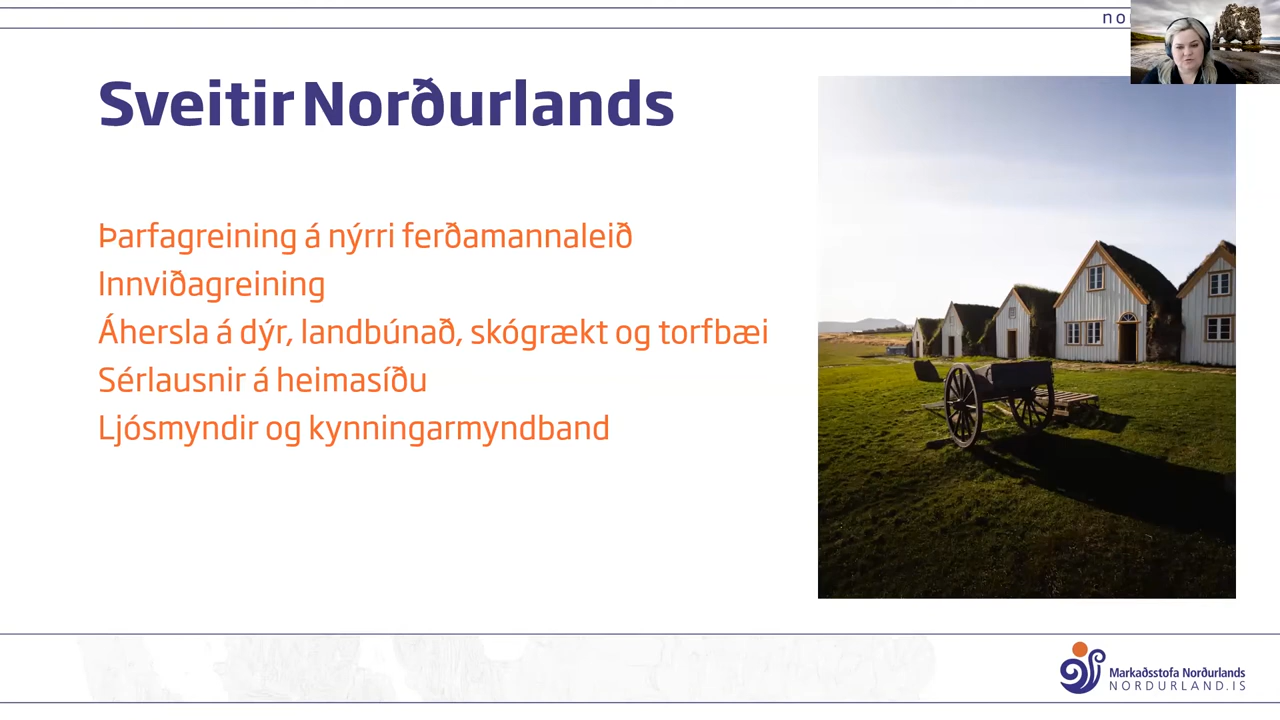 Sveitir Norðurlands
Þarfagreining á nýrri ferðamannaleið
Innviðagreining
Áhersla á dýr, landbúnað, skógrækt og torfbæi
Sérlausnir á heimasíðu
Ljósmyndir og kynningarmyndband
Markaðsstofa Norðurlands
NORDURLAND.IS